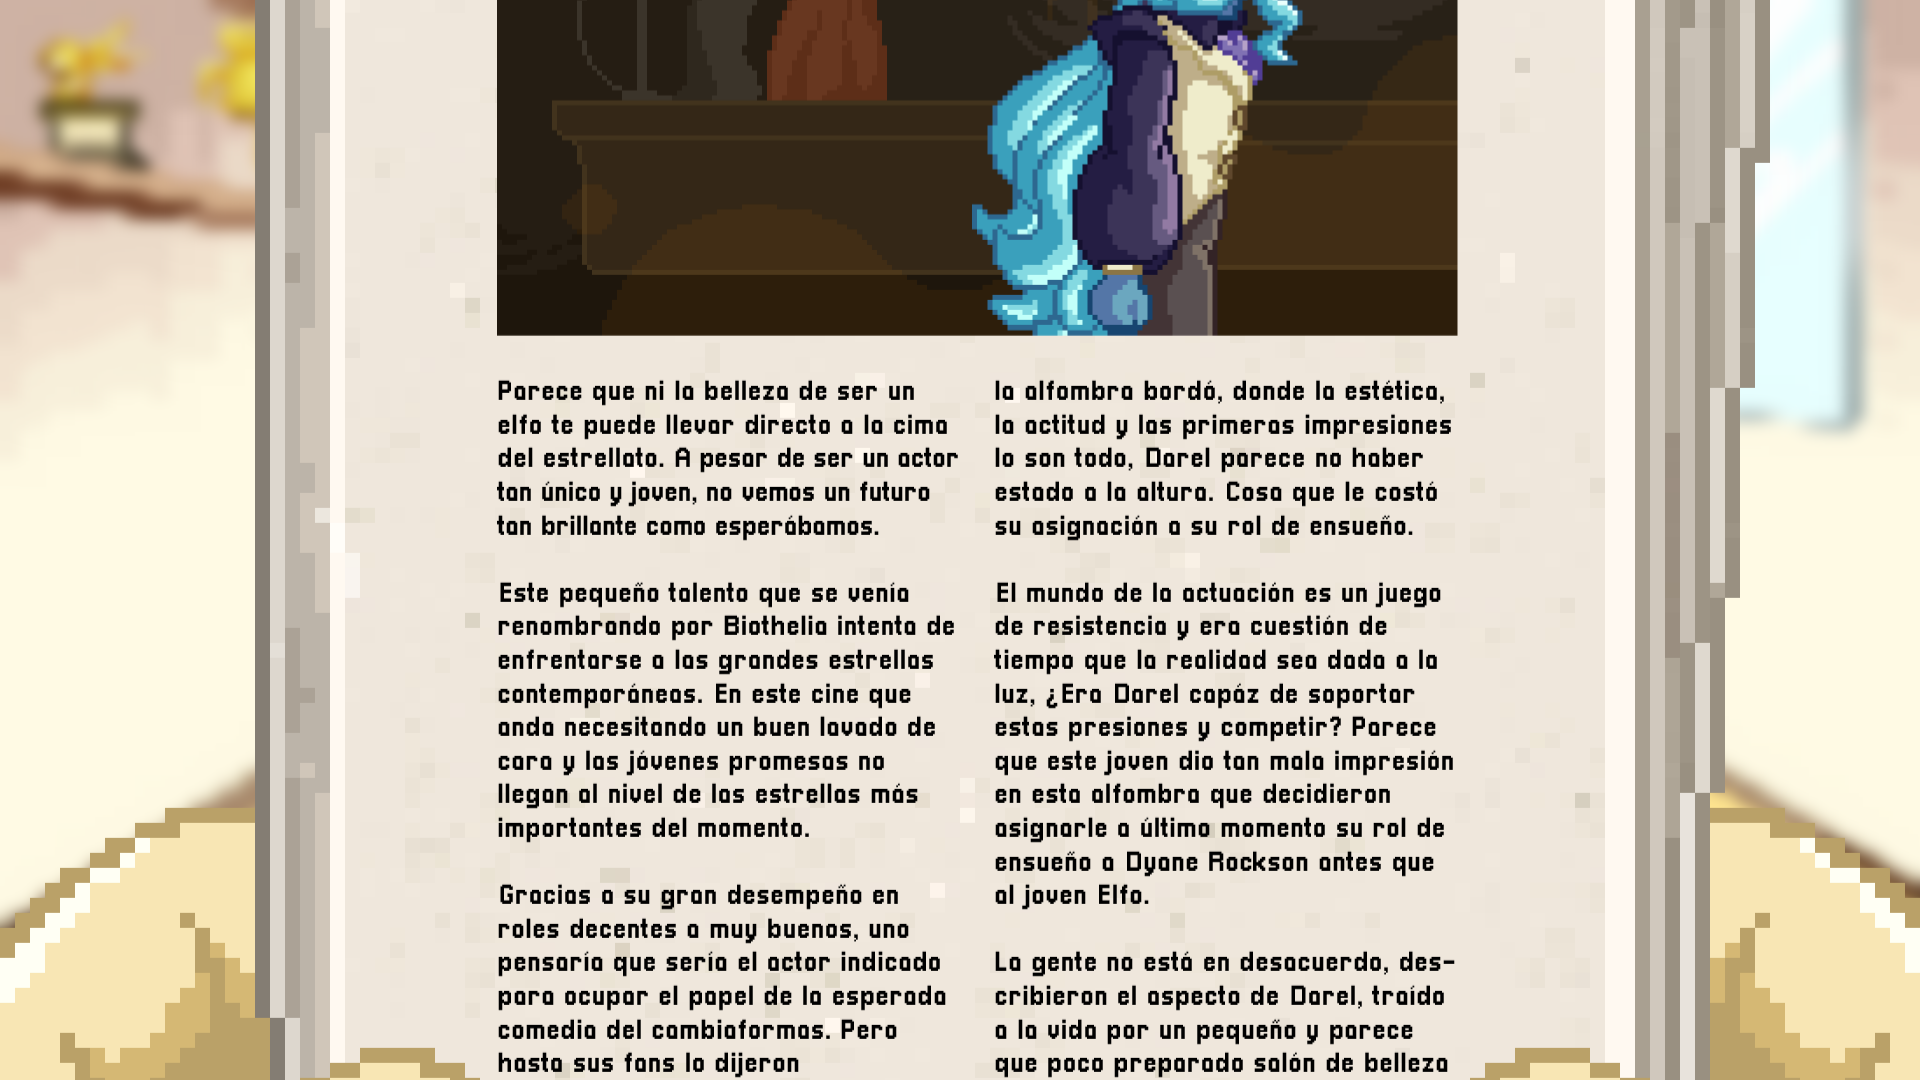 Parece que ni la belleza de ser un
elfo te puede llevar directo a la cima
del estrellato. A pesar de ser un actor
tan único y joven, no vemos un futuro
tan brillante como esperábamos.
Este pequeño talento que se venía
renombrando por Biothelia intenta de
enfrentarse a las grandes estrellas
contemporáneas. En este cine que
anda necesitando un buen lavado de
cara y las jóvenes promesas no
llegan al nivel de las estrellas más
importantes del momento.
Gracias a su gran desempeño en
roles decentes a muy buenos, uno
pensaría que sería el actor indicado
para ocupar el papel de la esperada
comedia del cambiaformas. Pero
hasta sus fans lo dijeron
la alfombra bordó, donde la estética,
la actitud y las primeras impresiones
lo son todo, Darel parece no haber
estado a la altura. Cosa que le costó
su asignación a su rol de ensueño.
El mundo de la actuación es un juego
de resistencia y era cuestión de
tiempo que la realidad sea dada a la
luz, ¿Era Darel capáz de soportar
estas presiones y competir? Parece
que este joven dio tan mala impresión
en esta alfombra que decidieron
asignarle a último momento su rol de
ensueño a Dyane Rockson antes que
al joven Elfo.
La gente no está en desacuerdo, des-
cribieron el aspecto de Darel, traído
a la vida por un pequeño y parece
que poco preparado salón de belleza